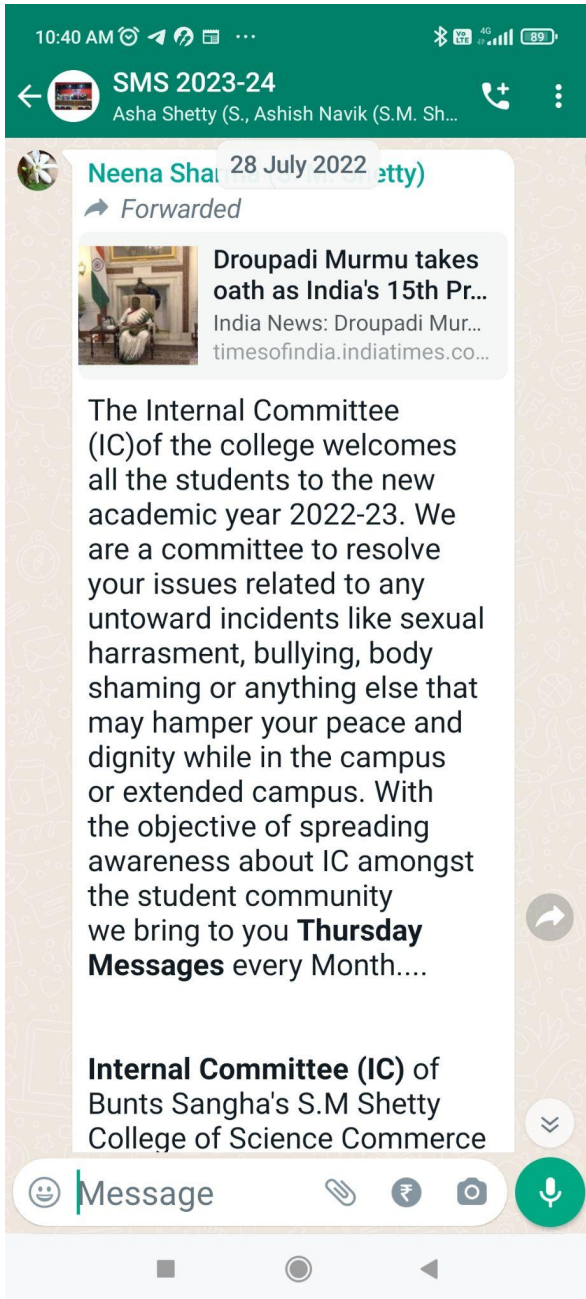 10:40 AM
4G
Vo LTE
89
SMS 2023-24
Asha Shetty (S., Ashish Navik (S.M. Sh...
28 July 2022
Neena Sha etty)
Forwarded
Droupadi Murmu takes
oath as India's 15th Pr...
India News: Droupadi Mur...
timesofindia.indiatimes.co...
The Internal Committee
(IC)of the college welcomes
all the students to the new
academic year 2022-23. We
are a committee to resolve
your issues related to any
untoward incidents like sexual
harrasment, bullying, body
shaming or anything else that
may hamper your peace and
dignity while in the campus
or extended campus. With
the objective of spreading
awareness about IC amongst
the student community
we bring to you Thursday
Messages every Month....
Internal Committee (IC) of
Bunts Sangha's S.M Shetty
College of Science Commerce
Message
₹